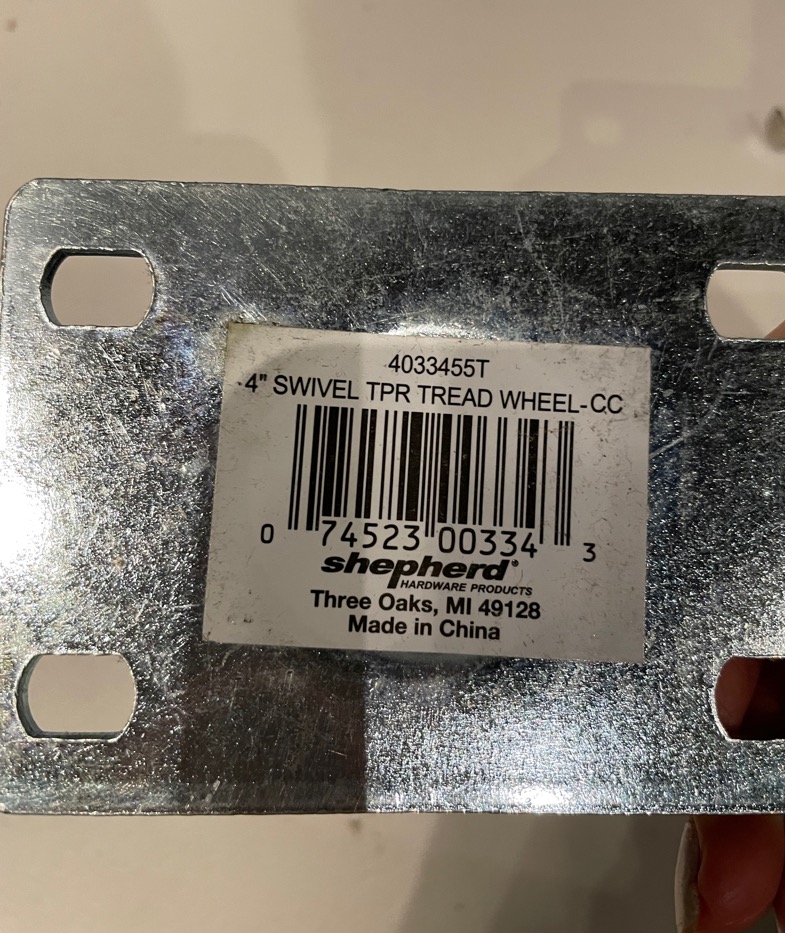 4033455T
4" SWIVEL TPR TREAD WHEEL-CC
0 74523 00334 3
shepherd®
HARDWARE PRODUCTS
Three Oaks, MI 49128
Made in China